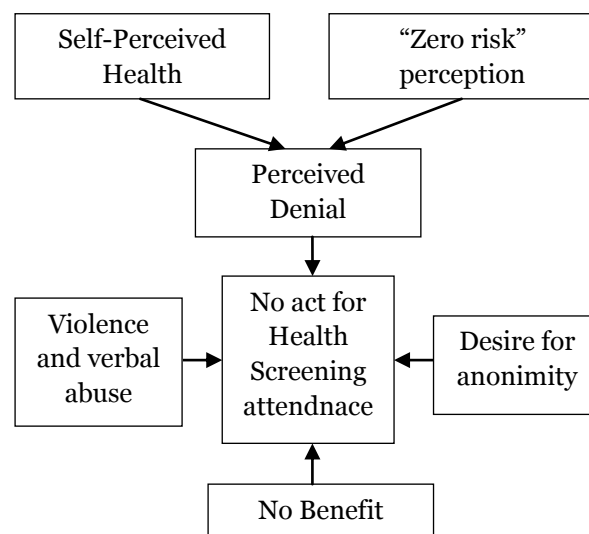 Self-Perceived
Health
“Zero risk”
perception
Perceived
Denial
Violence
and verbal
abuse
No act for
Health
Screening
attendnace
Desire for
anonimity
No Benefit